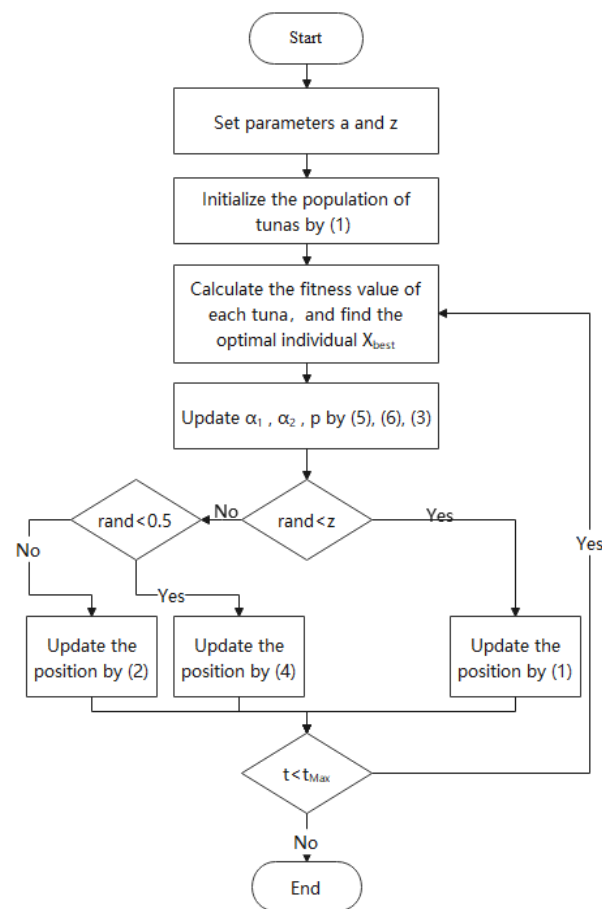 Start
Set parameters a and z
Initialize the population of
tunas by (1)
Calculate the fitness value of
each tuna, and find the
optimal individual Xbest
Update α₁ , α₂ , p by (5), (6), (3)
rand<0.5
No
rand<z
Yes
Yes
No
Yes
Update the
position by (2)
Update the
position by (4)
Update the
position by (1)
t<tMax
No
End